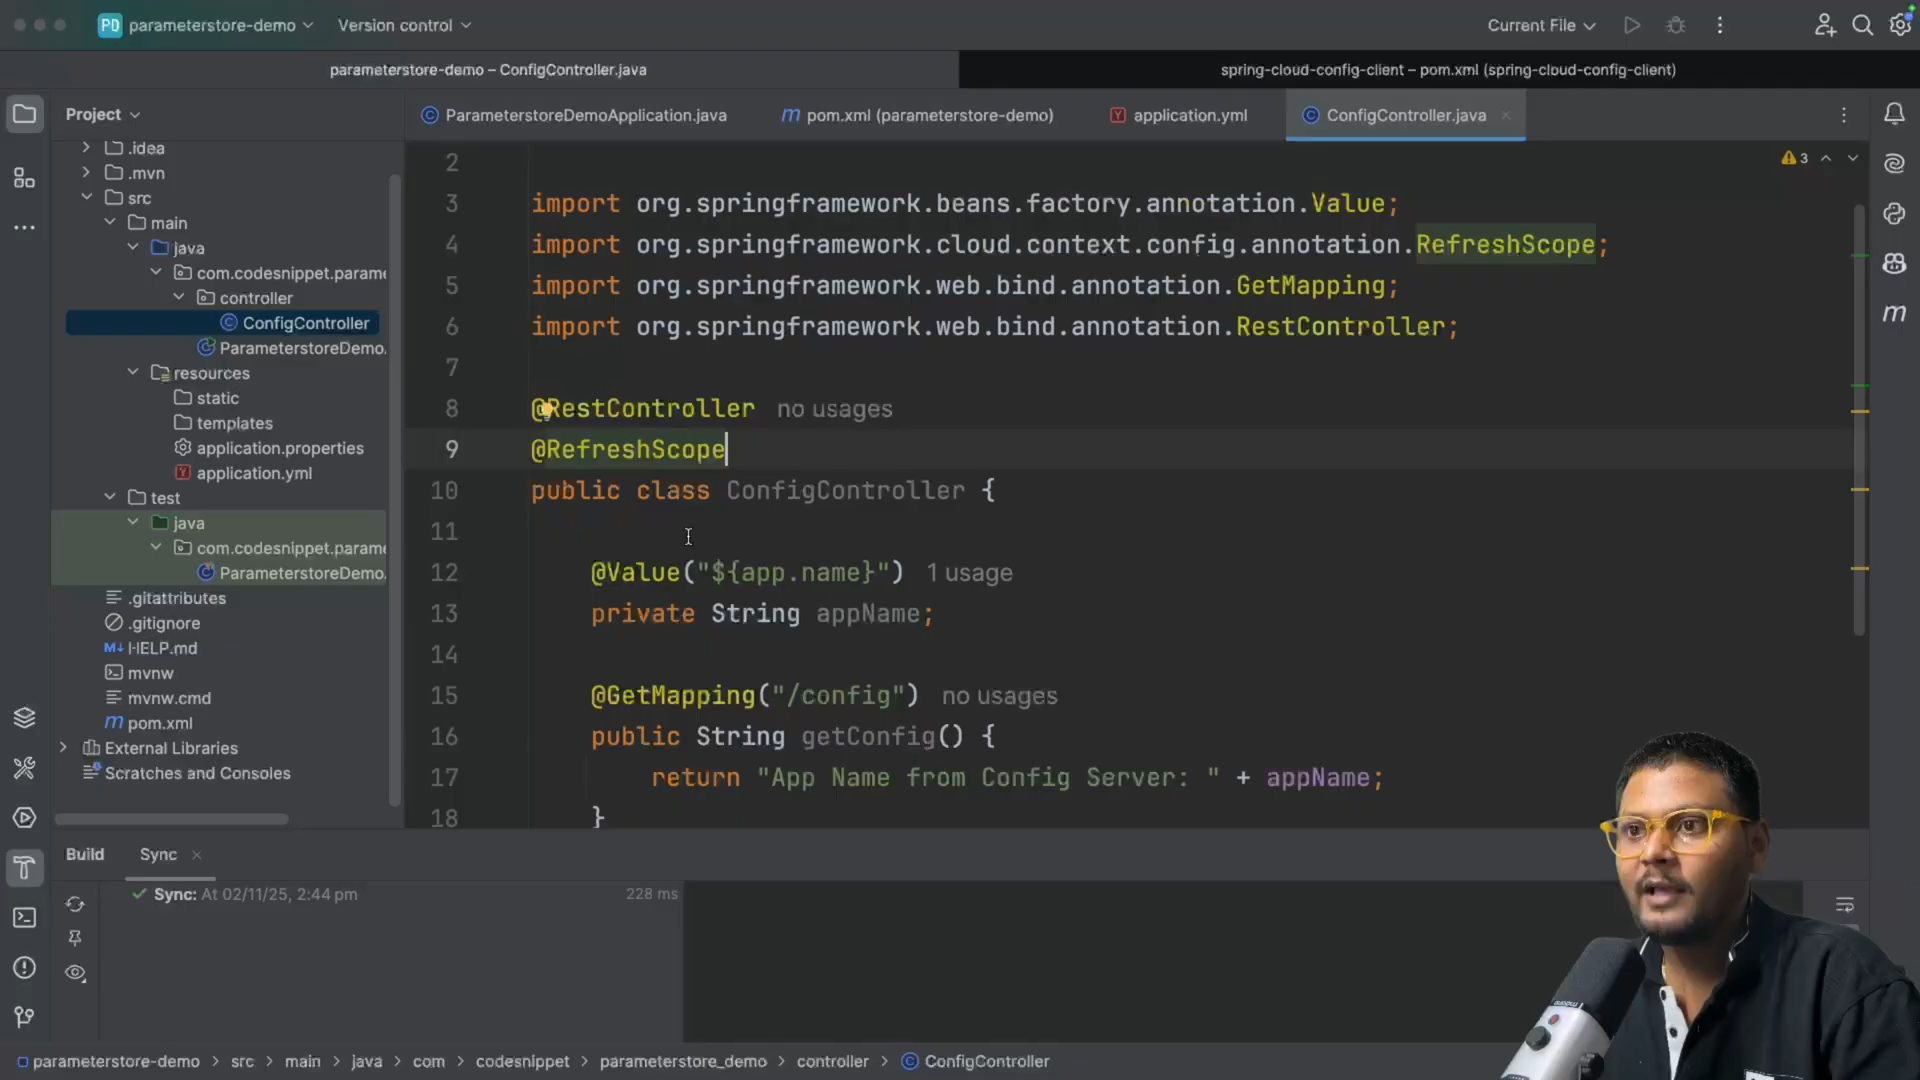 PD parameterstore-demo Version control Current File
parameterstore-demo – ConfigController.java spring-cloud-config-client – pom.xml (spring-cloud-config-client)
Project
.idea
.mvn
src
main
java
com.codesnippet.parame
controller
ConfigController
ParameterstoreDemo
resources
static
templates
application.properties
application.yml
test
java
com.codesnippet.parame
ParameterstoreDemo
.gitattributes
.gitignore
M↓ HELP.md
mvnw
mvnw.cmd
m pom.xml
External Libraries
Scratches and Consoles
ParameterstoreDemoApplication.java m pom.xml (parameterstore-demo) Y application.yml ConfigController.java
3
2
3 import org.springframework.beans.factory.annotation.Value;
4 import org.springframework.cloud.context.config.annotation.RefreshScope;
5 import org.springframework.web.bind.annotation.GetMapping;
6 import org.springframework.web.bind.annotation.RestController;
7
8 @RestController no usages
9 @RefreshScope
10 public class ConfigController {
11
12 @Value("${app.name}") 1 usage
13 private String appName;
14
15 @GetMapping("/config") no usages
16 public String getConfig() {
17 return "App Name from Config Server: " + appName;
18 }
Build Sync
Sync: At 02/11/25, 2:44 pm 228 ms
parameterstore-demo > src > main > java > com > codesnippet > parameterstore_demo > controller > ConfigController